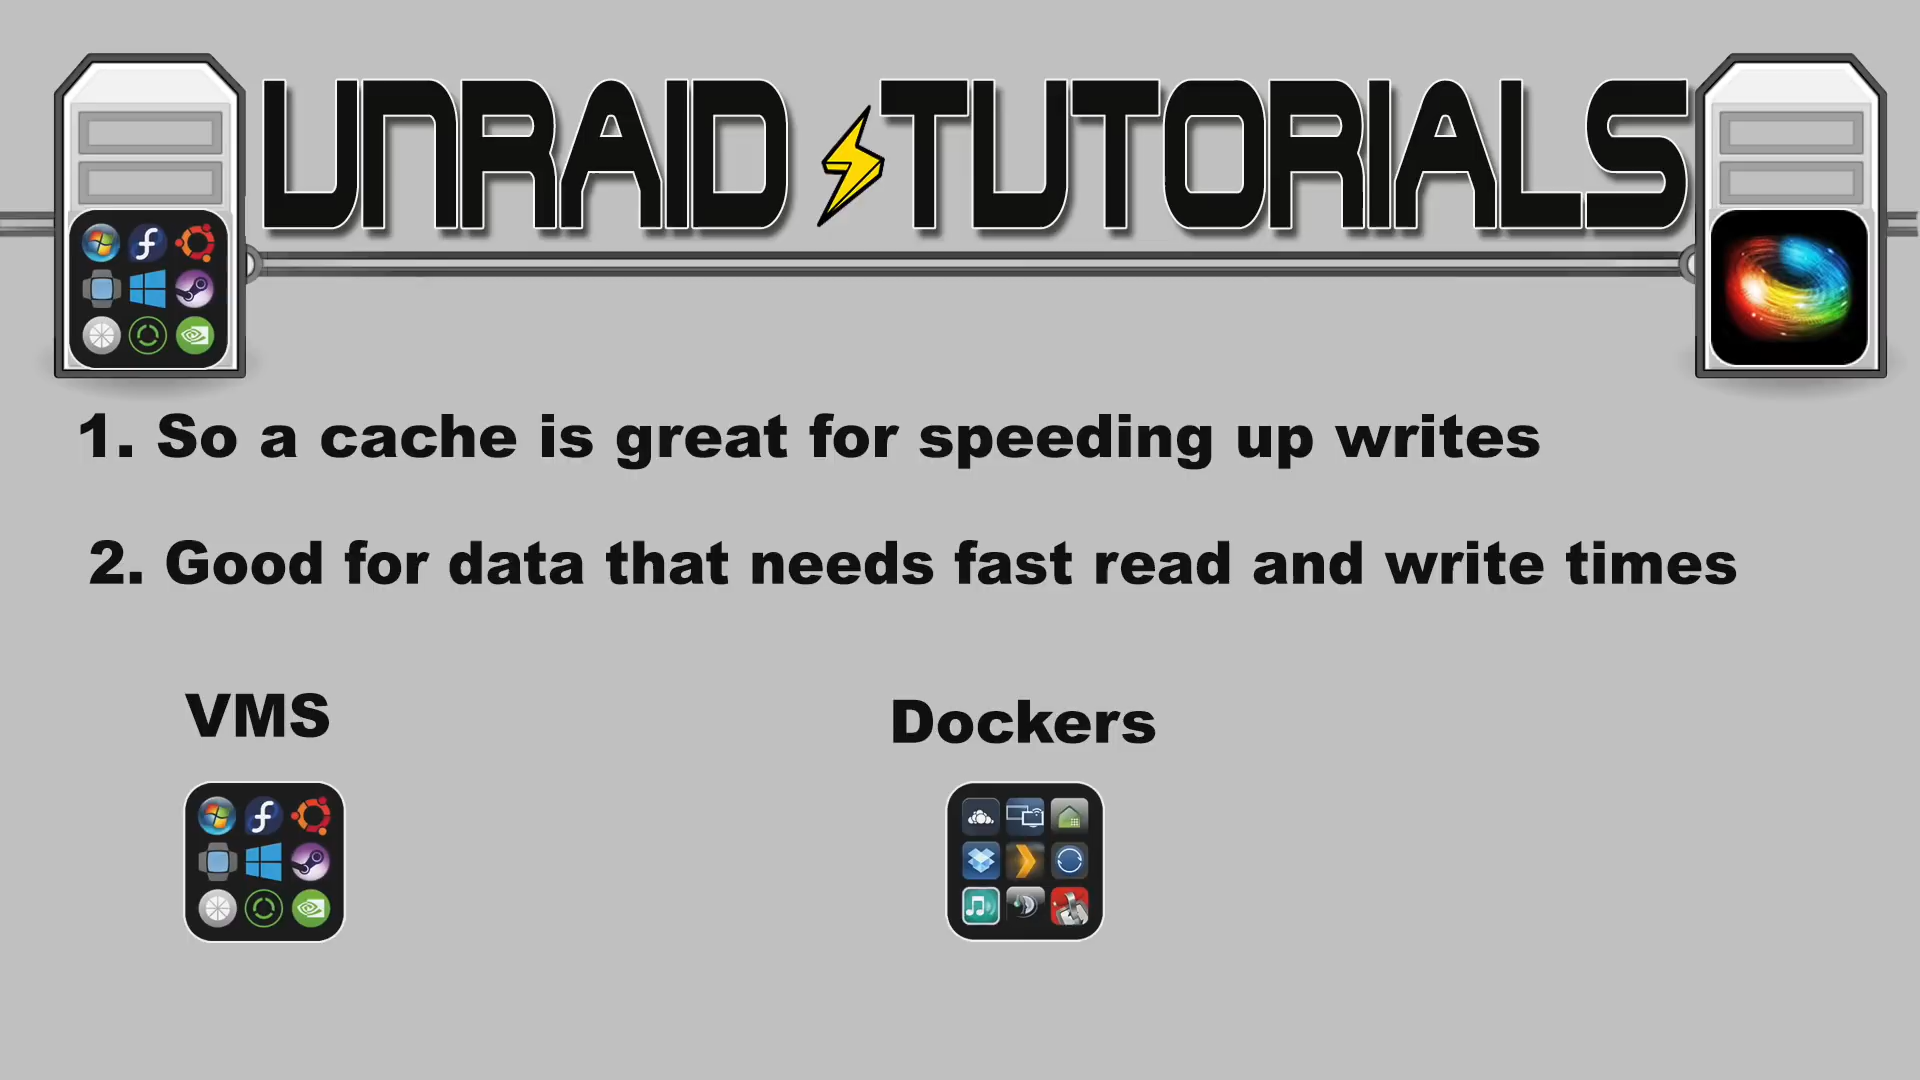 UNRAID TUTORIALS
1. So a cache is great for speeding up writes
2. Good for data that needs fast read and write times
VMS
Dockers